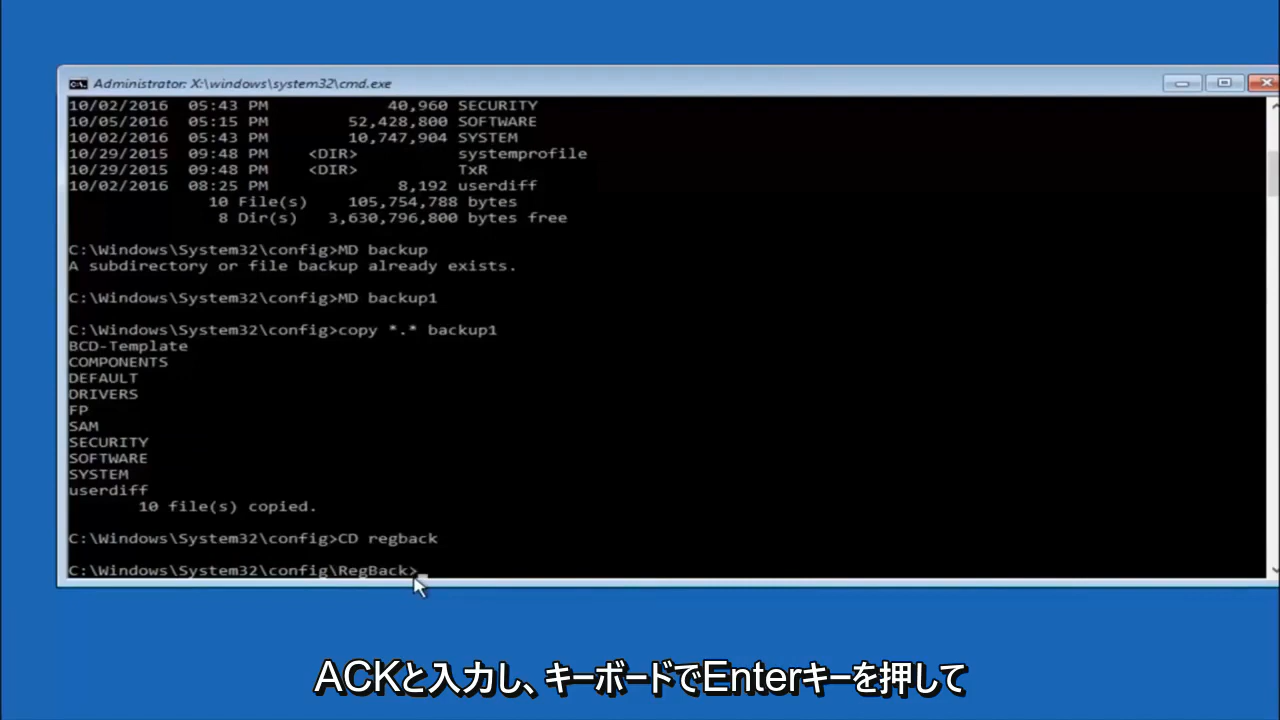 Administrator: X:\windows\system32\cmd.exe
10/02/2016  05:43 PM            40,960 SECURITY
10/05/2016  05:15 PM        52,428,800 SOFTWARE
10/02/2016  05:43 PM        10,747,904 SYSTEM
10/29/2015  09:48 PM    <DIR>          systemprofile
10/29/2015  09:48 PM    <DIR>          TxR
10/02/2016  08:25 PM             8,192 userdiff
              10 File(s)    105,754,788 bytes
               8 Dir(s)   3,630,796,800 bytes free
C:\Windows\System32\config>MD backup
A subdirectory or file backup already exists.
C:\Windows\System32\config>MD backup1
C:\Windows\System32\config>copy *.* backup1
BCD-Template
COMPONENTS
DEFAULT
DRIVERS
FP
SAM
SECURITY
SOFTWARE
SYSTEM
userdiff
       10 file(s) copied.
C:\Windows\System32\config>CD regback
C:\Windows\System32\config\RegBack>_
ACKと入力し、キーボードでEnterキーを押して